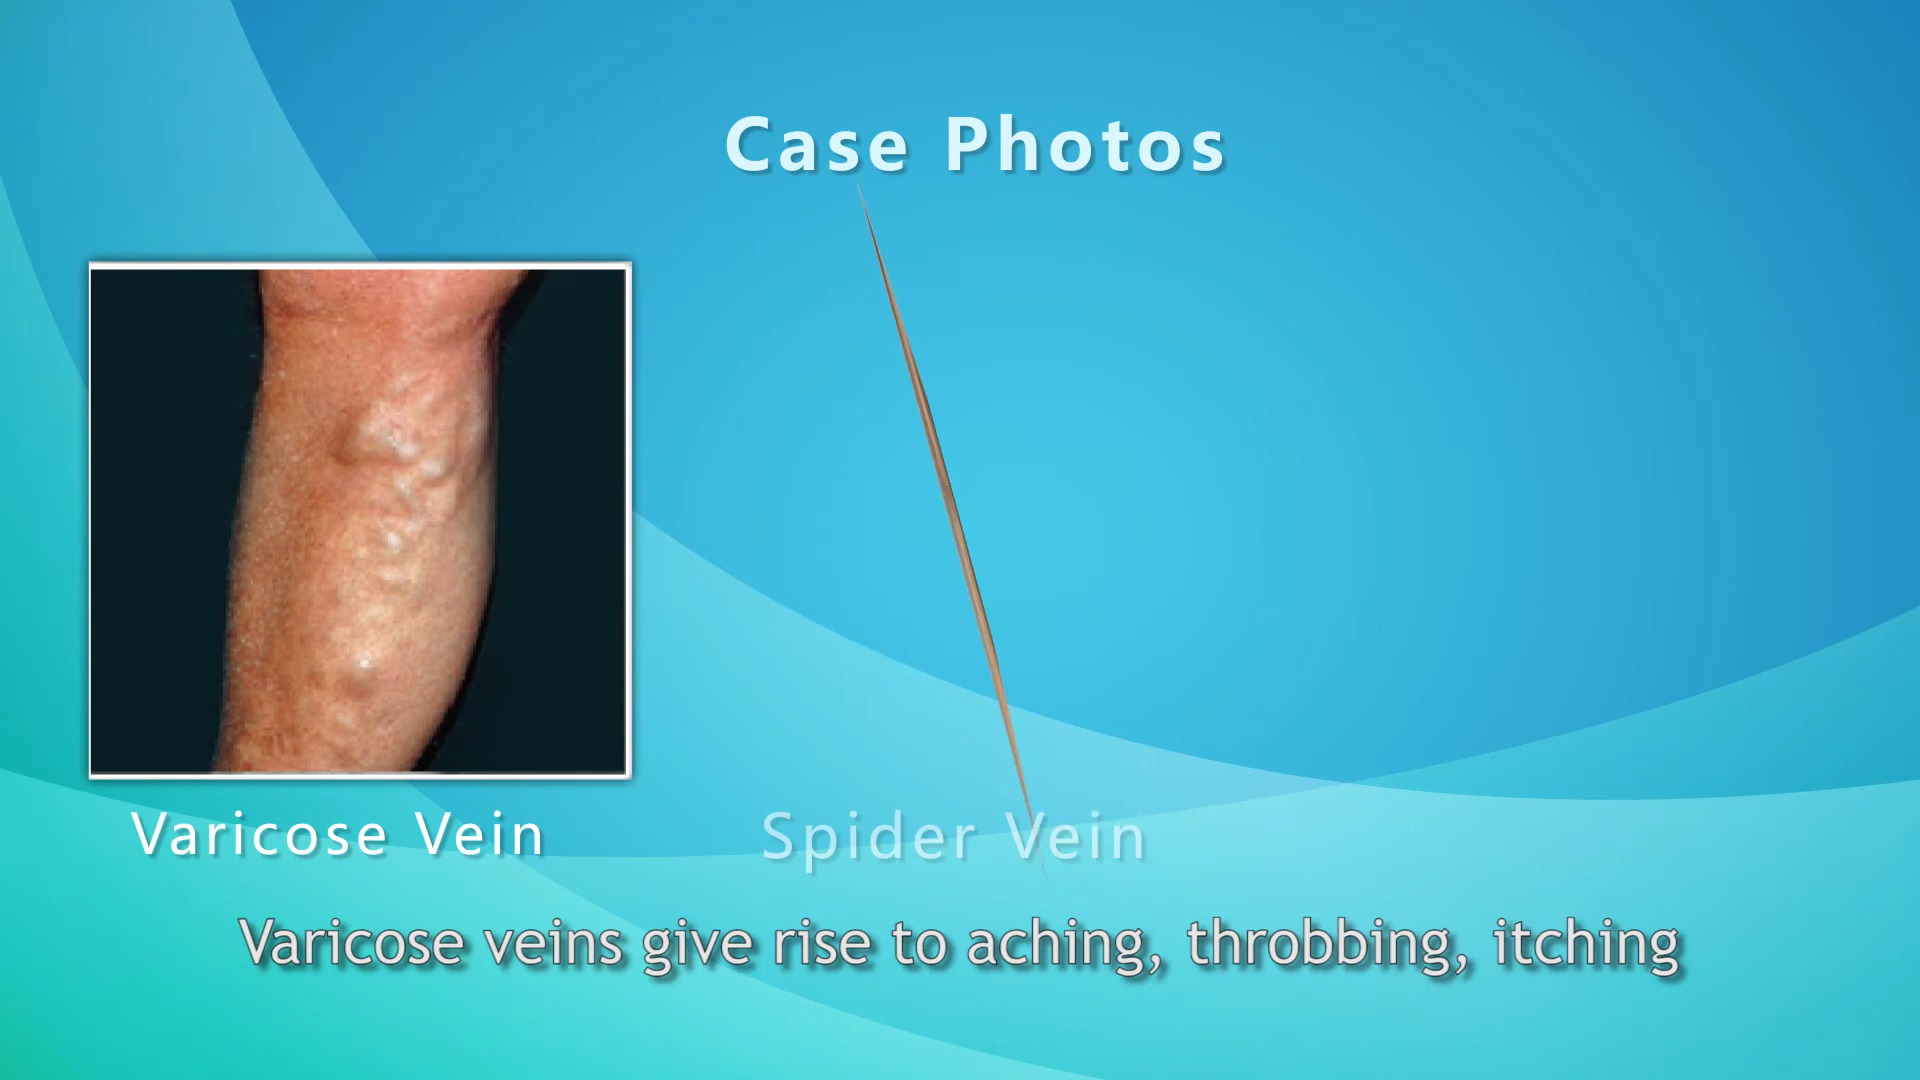 Case Photos
Varicose Vein
Spider Vein
Varicose veins give rise to aching, throbbing, itching